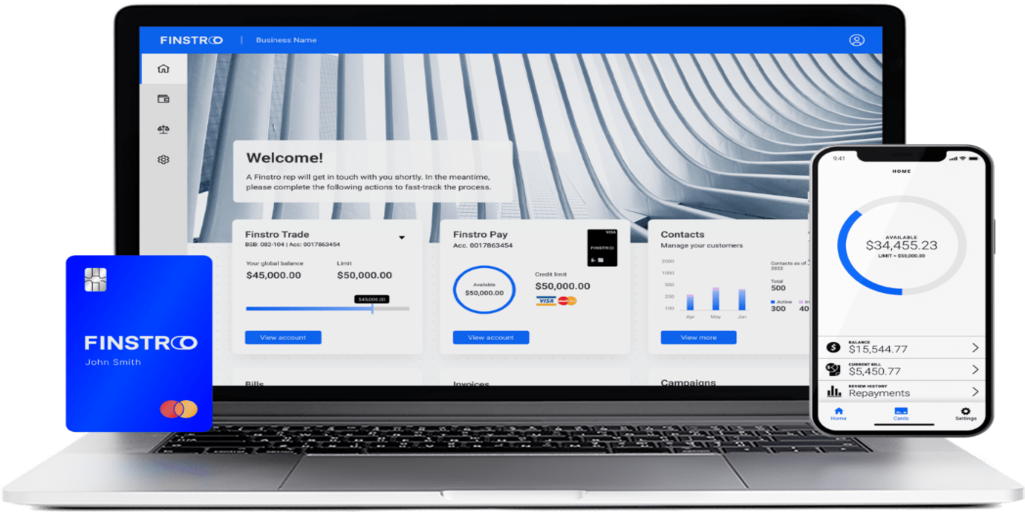 FINSTRO
Business Name
Welcome!
A Finstro rep will get in touch with you shortly. In the meantime,
please complete the following actions to fast-track the process.
Finstro Trade
BSB: 082-104 | Acc: 0017863454
Your global balance
Limit
$45,000.00
$50,000.00
$45,000.00
View account
Finstro Pay
Acc. 0017863454
VISA
FINSTRO
Available
$50,000.00
Credit limit
$50,000.00
VISA
View account
Contacts
Manage your customers
2000
1000
500
200
100
Apr
May
Jun
Contacts as of
2022
Total
500
Active
300
40
View more
Bills
Invoices
Campaigns
FINSTRO
John Smith
9:41
HOME
AVAILABLE
$34,455.23
LIMIT = $50,000.00
BALANCE
$15,544.77
CURRENT BILL
$5,450.77
REVIEW HISTORY
Repayments
Home
Cards
Settings